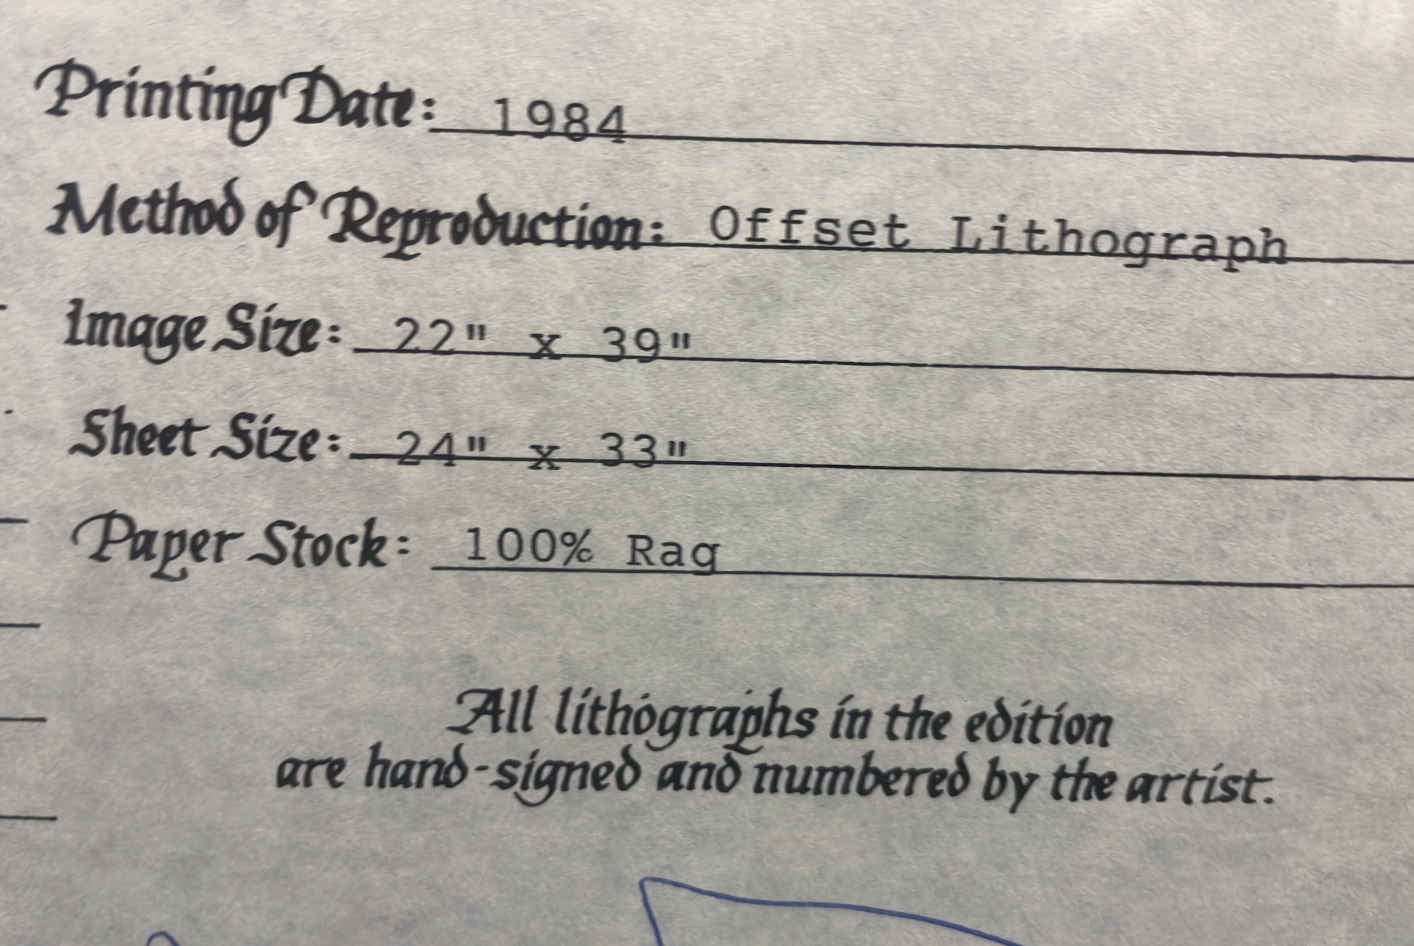 Printing Date: 1984
Method of Reproduction: Offset Lithograph
Image Size: 22" x 39"
Sheet Size: 24" x 33"
Paper Stock: 100% Rag
All lithographs in the edition
are hand-signed and numbered by the artist.